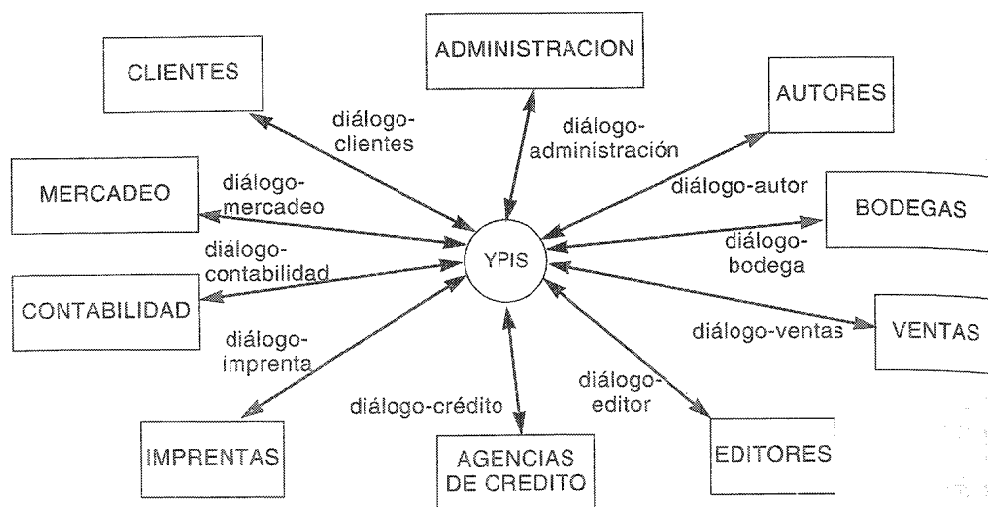 ADMINISTRACION
CLIENTES
AUTORES
diálogo-
clientes
diálogo-
administración
MERCADEO
diálogo-
mercadeo
diálogo-autor
BODEGAS
YPIS
diálogo-
bodega
diálogo-
contabilidad
CONTABILIDAD
diálogo-ventas
VENTAS
diálogo-
imprenta
diálogo-crédito
diálogo-
editor
IMPRENTAS
AGENCIAS
DE CREDITO
EDITORES